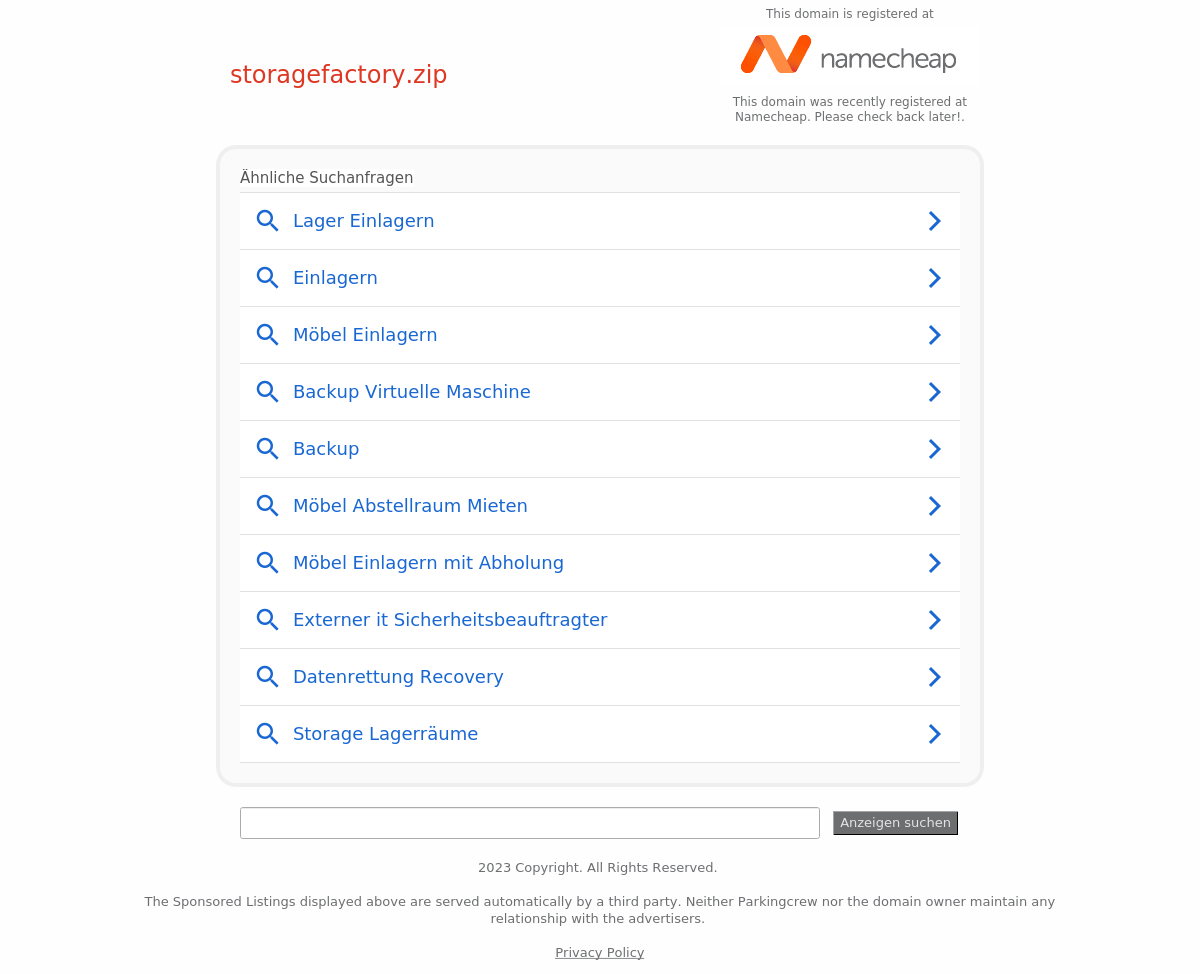 This domain is registered at
storagefactory.zip
namecheap
This domain was recently registered at
Namecheap. Please check back later!.
Ähnliche Suchanfragen
Lager Einlagern
Einlagern
Möbel Einlagern
Backup Virtuelle Maschine
Backup
Möbel Abstellraum Mieten
Möbel Einlagern mit Abholung
Externer it Sicherheitsbeauftragter
Datenrettung Recovery
Storage Lagerräume
Anzeigen suchen
2023 Copyright. All Rights Reserved.
The Sponsored Listings displayed above are served automatically by a third party. Neither Parkingcrew nor the domain owner maintain any
relationship with the advertisers.
Privacy Policy